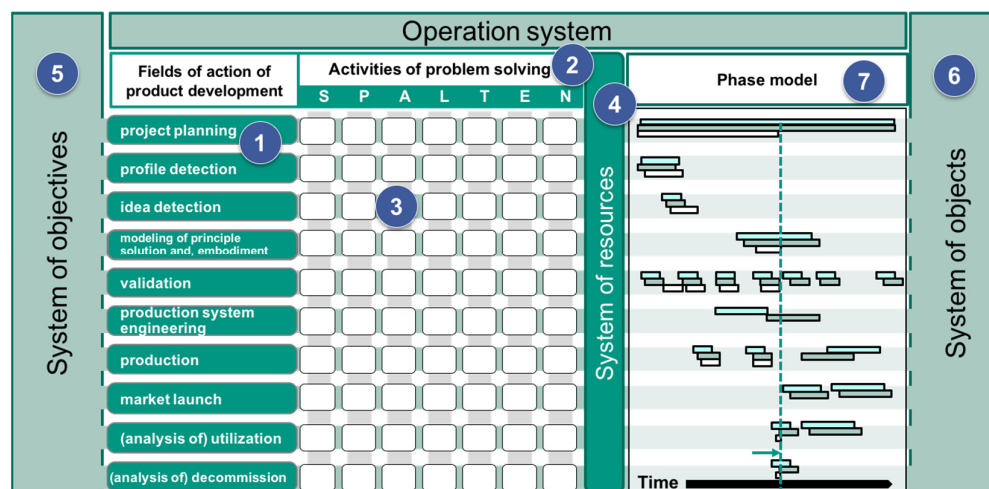 Operation system
5
System of objectives
Fields of action of
product development
Activities of problem solving
2
S P A L T E N
4
System of resources
Phase model
7
6
System of objects
project planning
1
profile detection
idea detection
3
modeling of principle
solution and, embodiment
validation
production system
engineering
production
market launch
(analysis of) utilization
(analysis of) decommission
Time